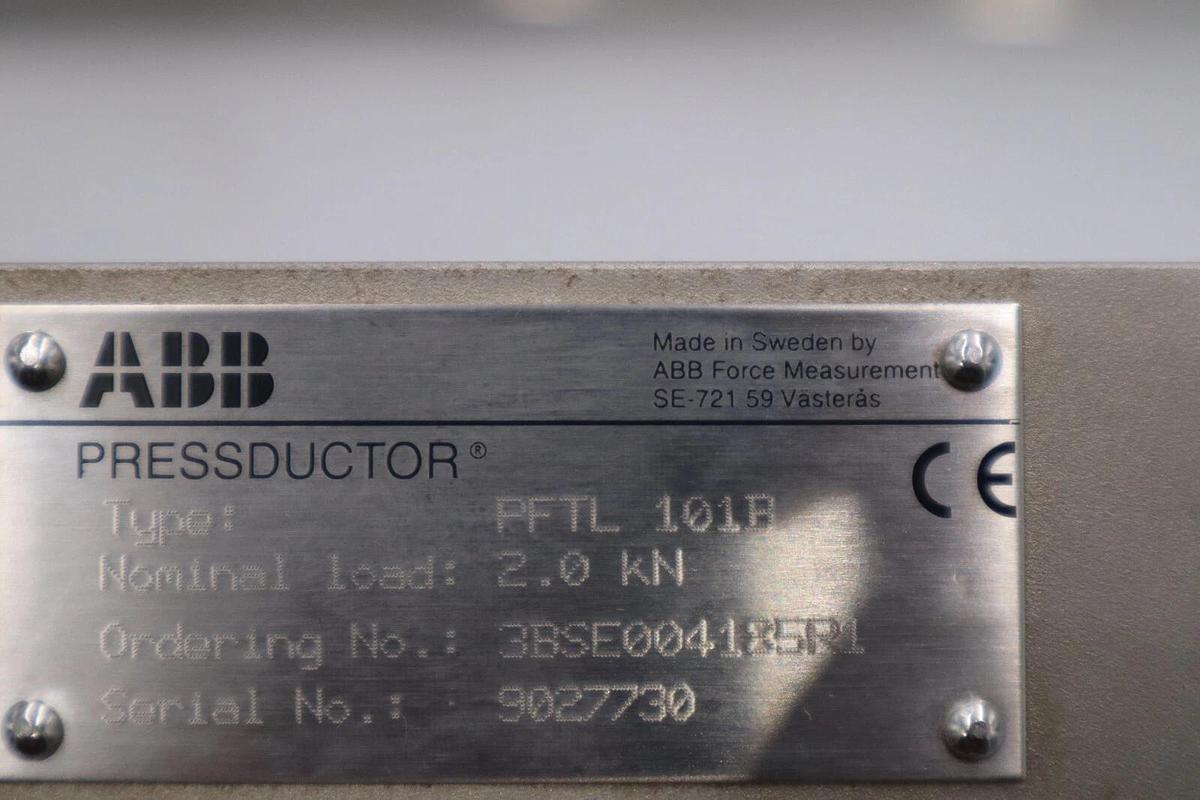 ABB
Made in Sweden by
ABB Force Measurement
SE-721 59 Västerås
PRESSDUCTOR®
CE
Type: PFTL 101B
Nominal load: 2.0 kN
Ordering No.: 3BSE004185R1
Serial No.: 9027730